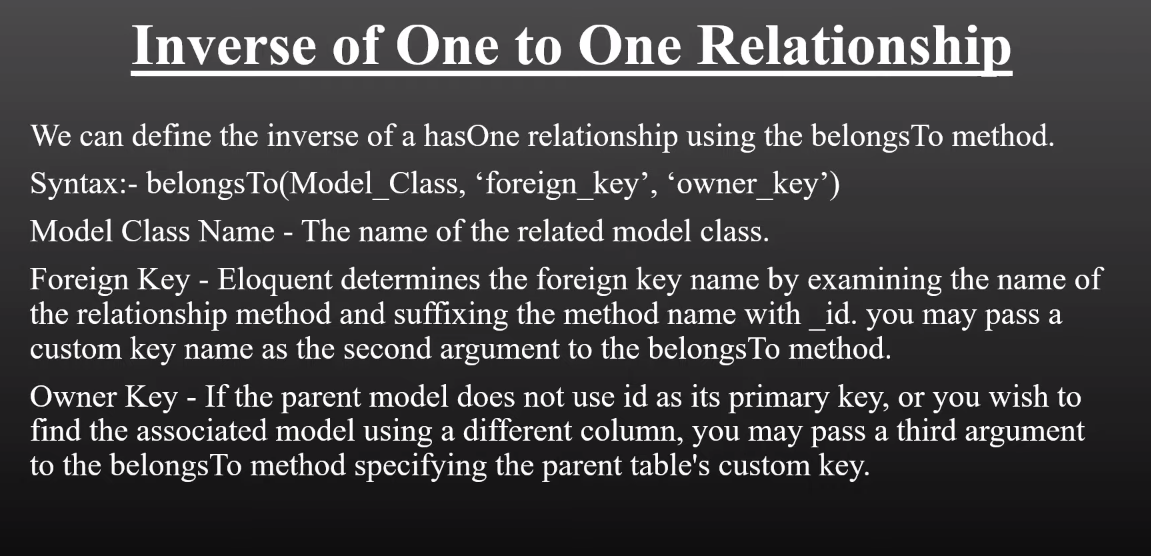 Inverse of One to One Relationship
We can define the inverse of a hasOne relationship using the belongsTo method.
Syntax:- belongsTo(Model_Class, ‘foreign_key’, ‘owner_key’)
Model Class Name - The name of the related model class.
Foreign Key - Eloquent determines the foreign key name by examining the name of
the relationship method and suffixing the method name with _id. you may pass a
custom key name as the second argument to the belongsTo method.
Owner Key - If the parent model does not use id as its primary key, or you wish to
find the associated model using a different column, you may pass a third argument
to the belongsTo method specifying the parent table's custom key.